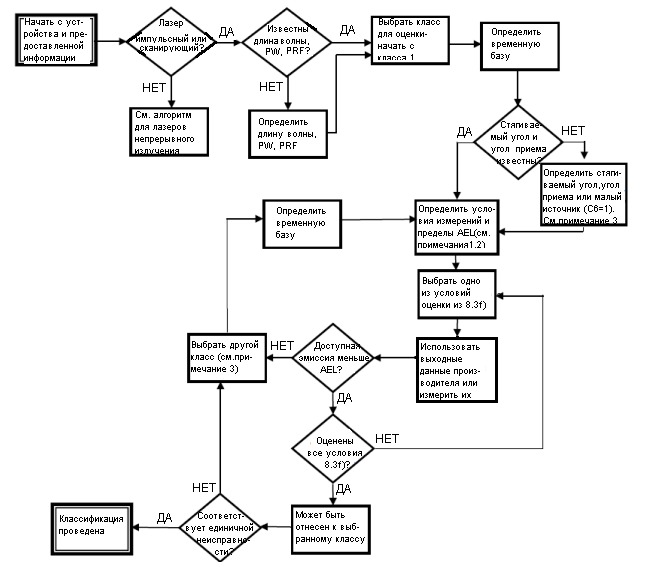 Начать с уст-
ройства и пре-
доставленной
информации
Лазер
импульсный или
сканирующий?
ДА
НЕТ
См. алгоритм
для лазеров
непрерывного
излучения
Известны
длина волны,
PW, PRF?
ДА
НЕТ
Определить
длину волны,
PW, PRF
Выбрать класс
для оценки-
начать с
класса 1
Определить
временную
базу
Стягивае-
мый угол и
угол приема
известны?
ДА
НЕТ
Определить стяги-
ваемый угол,угол
приема или малый
источник (С6=1).
См.примечание 3
Определить
временную
базу
Определить усло-
вия измерений и
пределы AEL(см.
примечания1,2)
Выбрать одно
из условий
оценки из 8.3f)
Использовать
выходные
данные произ-
водителя или
измерить их
Доступная
эмиссия меньше
AEL?
НЕТ
ДА
Выбрать другой
класс (см.при-
мечание 3)
Оценены
все условия
8.3f)?
НЕТ
ДА
Может быть
отнесен к выб-
ранному классу
Соответст-
вует единичной
неисправно-
сти?
НЕТ
ДА
Классификация
проведена